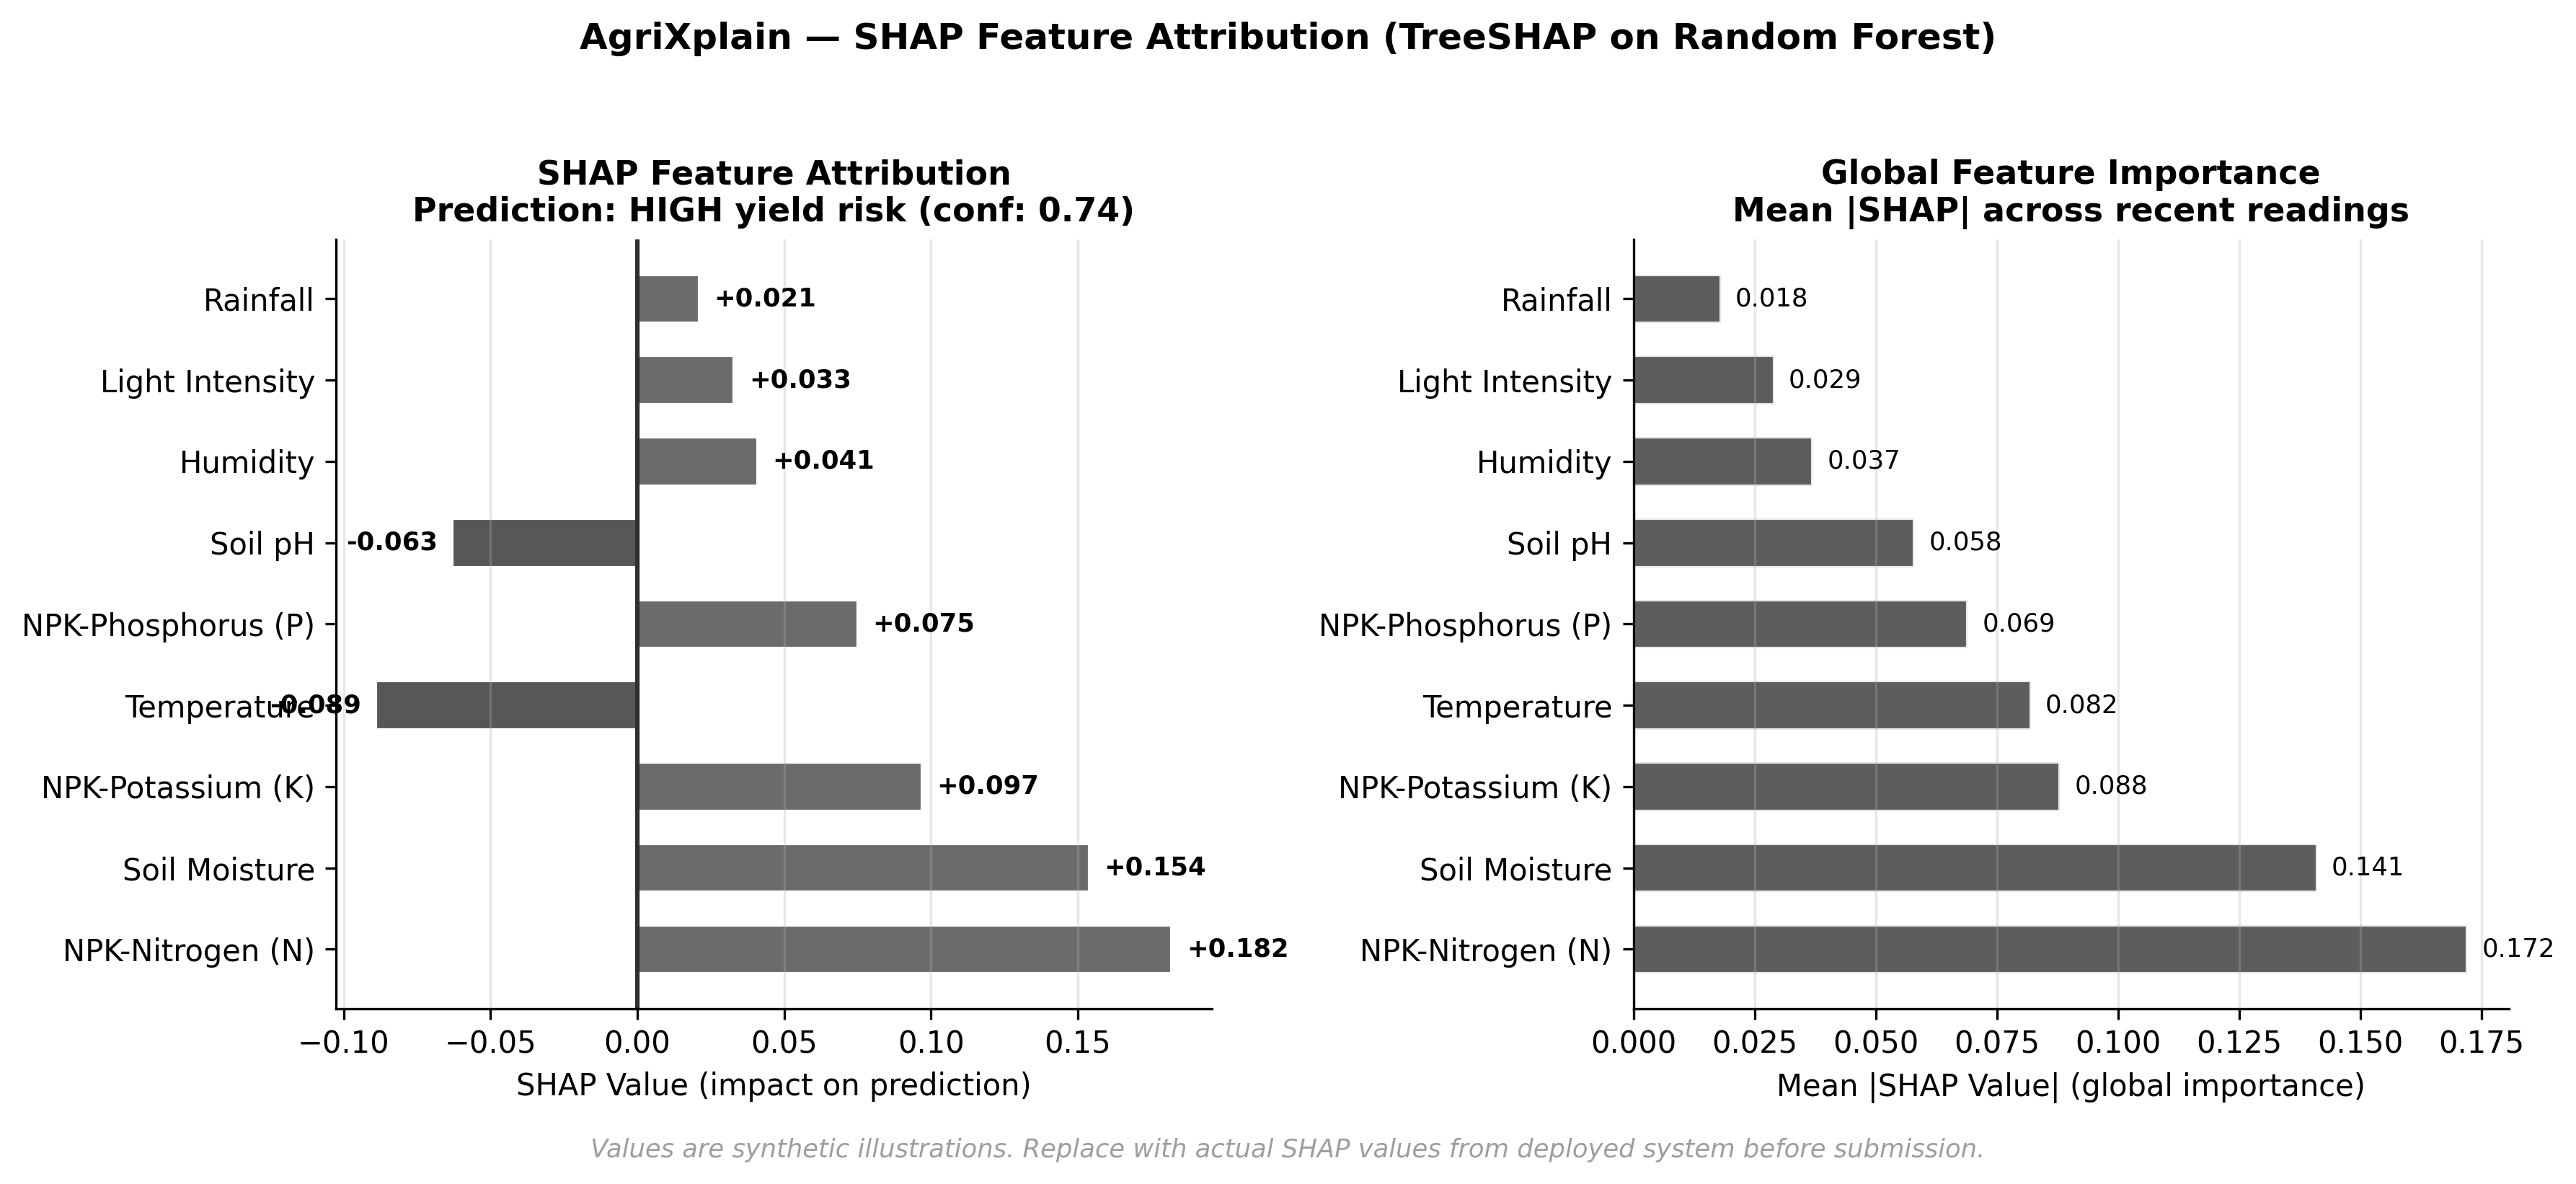 AgriXplain — SHAP Feature Attribution (TreeSHAP on Random Forest)
SHAP Feature Attribution
Prediction: HIGH yield risk (conf: 0.74)
Rainfall +0.021
Light Intensity +0.033
Humidity +0.041
Soil pH -0.063
NPK-Phosphorus (P) +0.075
Temperature -0.089
NPK-Potassium (K) +0.097
Soil Moisture +0.154
NPK-Nitrogen (N) +0.182
−0.10 −0.05 0.00 0.05 0.10 0.15
SHAP Value (impact on prediction)
Global Feature Importance
Mean |SHAP| across recent readings
Rainfall 0.018
Light Intensity 0.029
Humidity 0.037
Soil pH 0.058
NPK-Phosphorus (P) 0.069
Temperature 0.082
NPK-Potassium (K) 0.088
Soil Moisture 0.141
NPK-Nitrogen (N) 0.172
0.000 0.025 0.050 0.075 0.100 0.125 0.150 0.175
Mean |SHAP Value| (global importance)
Values are synthetic illustrations. Replace with actual SHAP values from deployed system before submission.